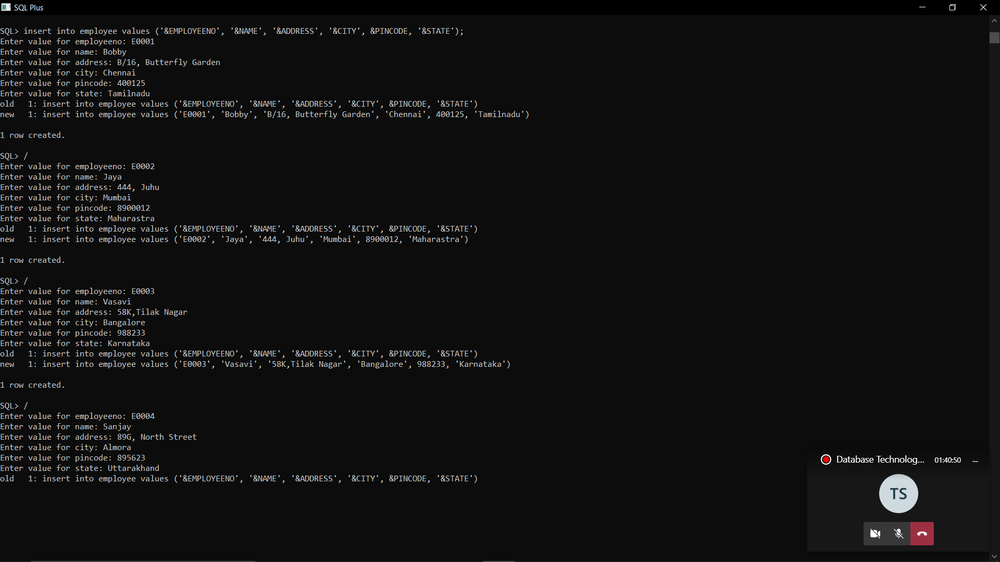 SQL Plus
SQL> insert into employee values ('&EMPLOYEENO', '&NAME', '&ADDRESS', '&CITY', &PINCODE, '&STATE');
Enter value for employeeno: E0001
Enter value for name: Bobby
Enter value for address: B/16, Butterfly Garden
Enter value for city: Chennai
Enter value for pincode: 400125
Enter value for state: Tamilnadu
old   1: insert into employee values ('&EMPLOYEENO', '&NAME', '&ADDRESS', '&CITY', &PINCODE, '&STATE')
new   1: insert into employee values ('E0001', 'Bobby', 'B/16, Butterfly Garden', 'Chennai', 400125, 'Tamilnadu')
1 row created.
SQL> /
Enter value for employeeno: E0002
Enter value for name: Jaya
Enter value for address: 444, Juhu
Enter value for city: Mumbai
Enter value for pincode: 8900012
Enter value for state: Maharastra
old   1: insert into employee values ('&EMPLOYEENO', '&NAME', '&ADDRESS', '&CITY', &PINCODE, '&STATE')
new   1: insert into employee values ('E0002', 'Jaya', '444, Juhu', 'Mumbai', 8900012, 'Maharastra')
1 row created.
SQL> /
Enter value for employeeno: E0003
Enter value for name: Vasavi
Enter value for address: 58K,Tilak Nagar
Enter value for city: Bangalore
Enter value for pincode: 988233
Enter value for state: Karnataka
old   1: insert into employee values ('&EMPLOYEENO', '&NAME', '&ADDRESS', '&CITY', &PINCODE, '&STATE')
new   1: insert into employee values ('E0003', 'Vasavi', '58K,Tilak Nagar', 'Bangalore', 988233, 'Karnataka')
1 row created.
SQL> /
Enter value for employeeno: E0004
Enter value for name: Sanjay
Enter value for address: 89G, North Street
Enter value for city: Almora
Enter value for pincode: 895623
Enter value for state: Uttarakhand
old   1: insert into employee values ('&EMPLOYEENO', '&NAME', '&ADDRESS', '&CITY', &PINCODE, '&STATE')
Database Technolog... 01:40:50
TS